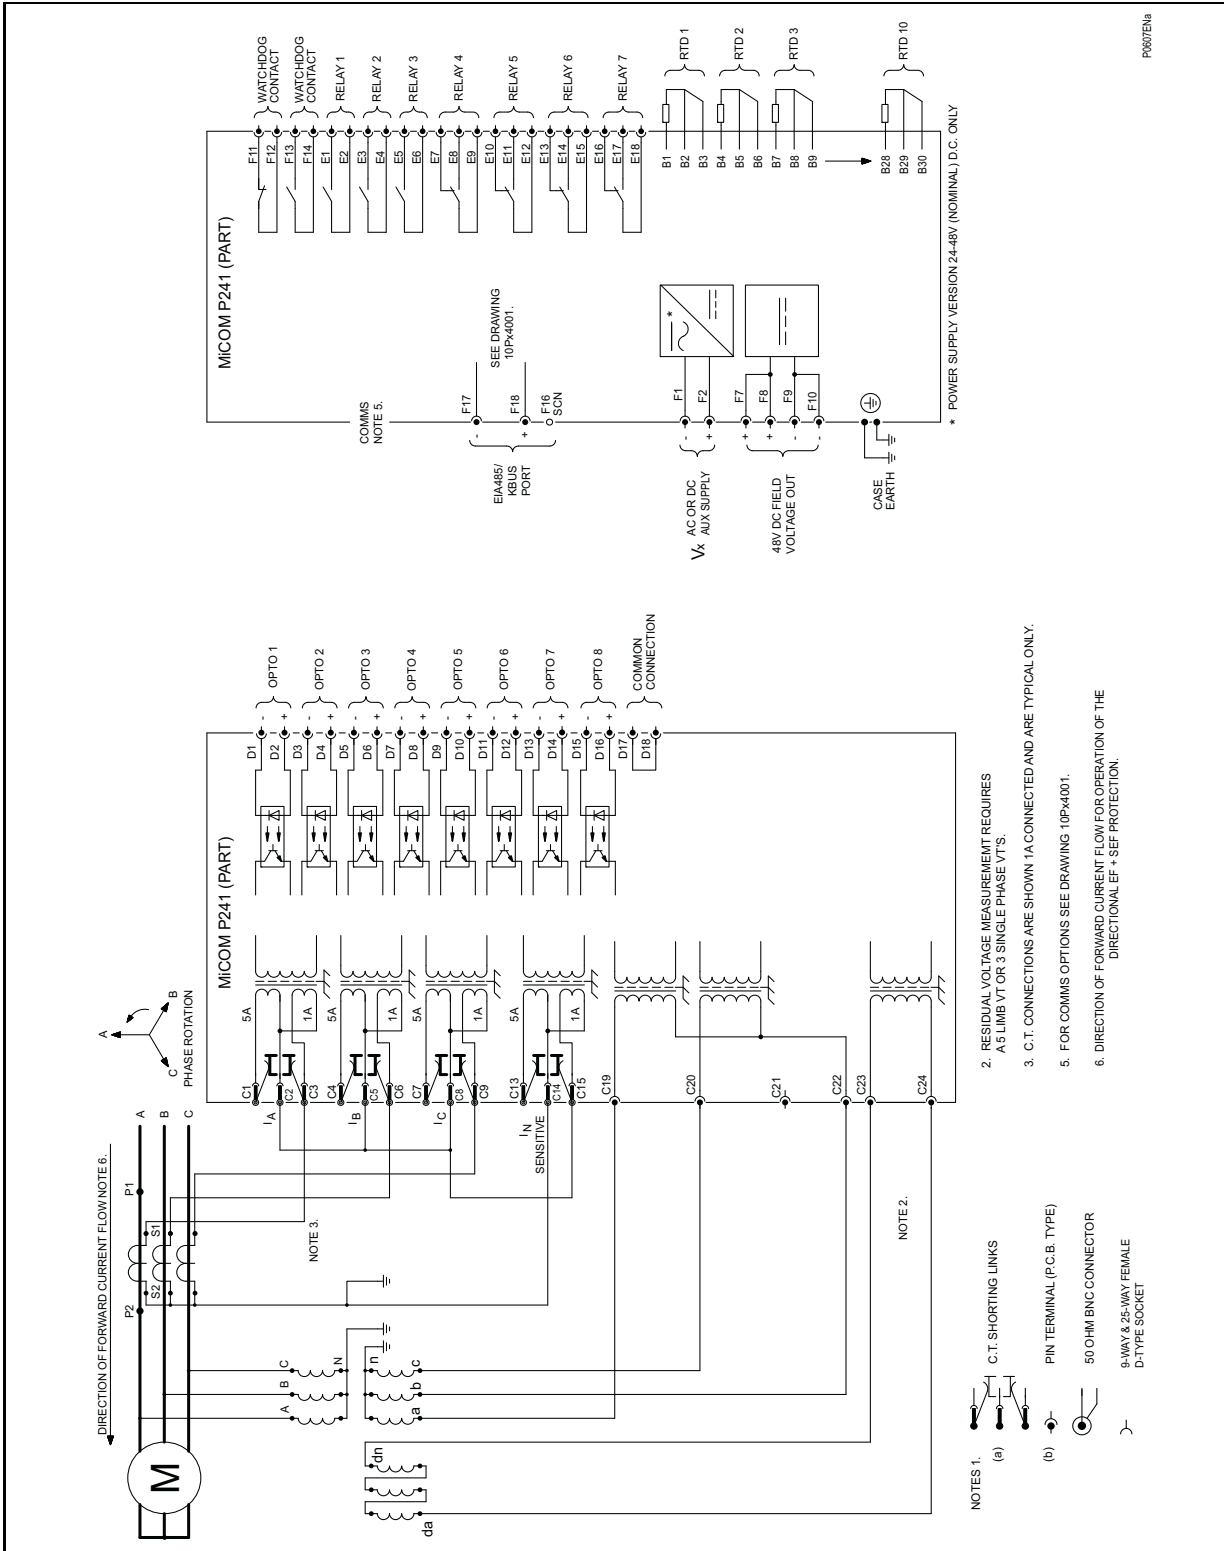 P0607ENa
DIRECTION OF FORWARD CURRENT FLOW NOTE 6.
P2
P1
S2
S1
A
B
C
M
A
B
C
PHASE ROTATION
NOTE 3.
A
B
C
N
n
a
b
c
dn
da
NOTE 2.
MiCOM P241 (PART)
C1
C2
C3
C4
C5
C6
C7
C8
C9
C13
C14
C15
C19
C20
C21
C22
C23
C24
IA
IB
IC
IN
SENSITIVE
5A
1A
5A
1A
5A
1A
5A
1A
D1
D2
D3
D4
D5
D6
D7
D8
D9
D10
D11
D12
D13
D14
D15
D16
D17
D18
-
+
-
+
-
+
-
+
-
+
-
+
-
+
-
+
OPTO 1
OPTO 2
OPTO 3
OPTO 4
OPTO 5
OPTO 6
OPTO 7
OPTO 8
COMMON
CONNECTION
MiCOM P241 (PART)
COMMS
NOTE 5.
EIA485/
KBUS
PORT
-
+
F17
F18
F16
SCN
SEE DRAWING
10Px4001.
Vx
AC OR DC
AUX SUPPLY
-
+
F1
F2
*
48V DC FIELD
VOLTAGE OUT
+
+
-
-
F7
F8
F9
F10
CASE
EARTH
F11
F12
F13
F14
E1
E2
E3
E4
E5
E6
E7
E8
E9
E10
E11
E12
E13
E14
E15
E16
E17
E18
WATCHDOG
CONTACT
WATCHDOG
CONTACT
RELAY 1
RELAY 2
RELAY 3
RELAY 4
RELAY 5
RELAY 6
RELAY 7
B1
B2
B3
B4
B5
B6
B7
B8
B9
B28
B29
B30
RTD 1
RTD 2
RTD 3
RTD 10
* POWER SUPPLY VERSION 24-48V (NOMINAL) D.C. ONLY
NOTES 1.
(a)
C.T. SHORTING LINKS
(b)
PIN TERMINAL (P.C.B. TYPE)
50 OHM BNC CONNECTOR
9-WAY & 25-WAY FEMALE
D-TYPE SOCKET
2. RESIDUAL VOLTAGE MEASUREMEMT REQUIRES
A 5 LIMB VT OR 3 SINGLE PHASE VT'S.
3. C.T. CONNECTIONS ARE SHOWN 1A CONNECTED AND ARE TYPICAL ONLY.
5. FOR COMMS OPTIONS SEE DRAWING 10Px4001.
6. DIRECTION OF FORWARD CURRENT FLOW FOR OPERATION OF THE
DIRECTIONAL EF + SEF PROTECTION.